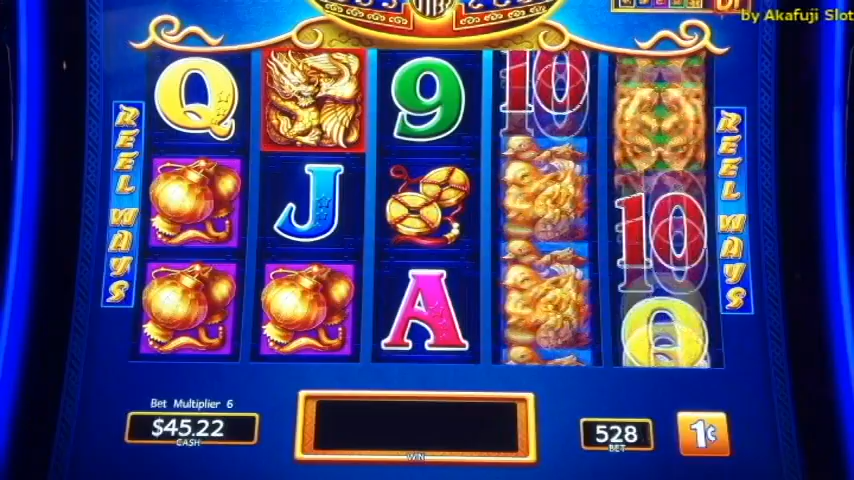 by Akafuji Slot
REEL WAYS
REEL WAYS
Q
9
10
J
10
A
Bet Multiplier 6
$45.22
CASH
WIN
528
BET
1¢